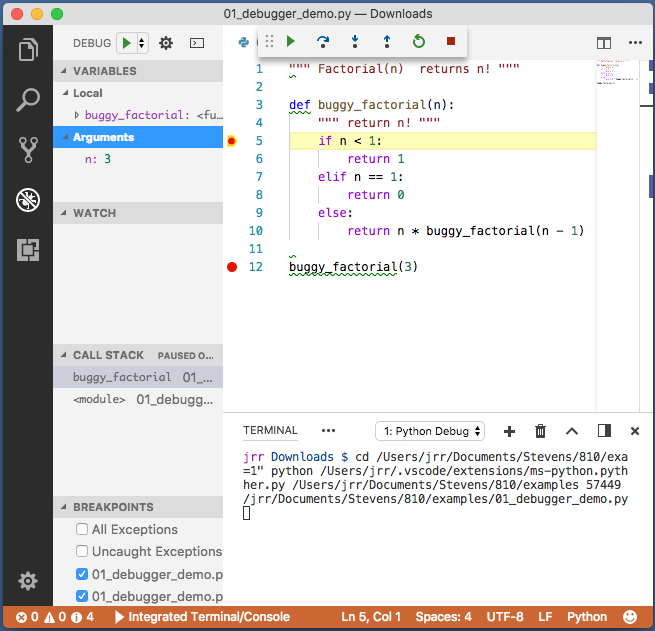 01_debugger_demo.py — Downloads
DEBUG
VARIABLES
Local
buggy_factorial: <fu…
Arguments
n: 3
WATCH
CALL STACK PAUSED O…
buggy_factorial 01_…
<module> 01_debugg…
BREAKPOINTS
All Exceptions
Uncaught Exceptions
01_debugger_demo.p
01_debugger_demo.p
1 """ Factorial(n) returns n! """
2
3 def buggy_factorial(n):
4 """ return n! """
5 if n < 1:
6 return 1
7 elif n == 1:
8 return 0
9 else:
10 return n * buggy_factorial(n - 1)
11
12 buggy_factorial(3)
TERMINAL ••• 1: Python Debug
jrr Downloads $ cd /Users/jrr/Documents/Stevens/810/exa
=1" python /Users/jrr/.vscode/extensions/ms-python.pyth
her.py /Users/jrr/Documents/Stevens/810/examples 57449
/jrr/Documents/Stevens/810/examples/01_debugger_demo.py
0 0 4 Integrated Terminal/Console Ln 5, Col 1 Spaces: 4 UTF-8 LF Python